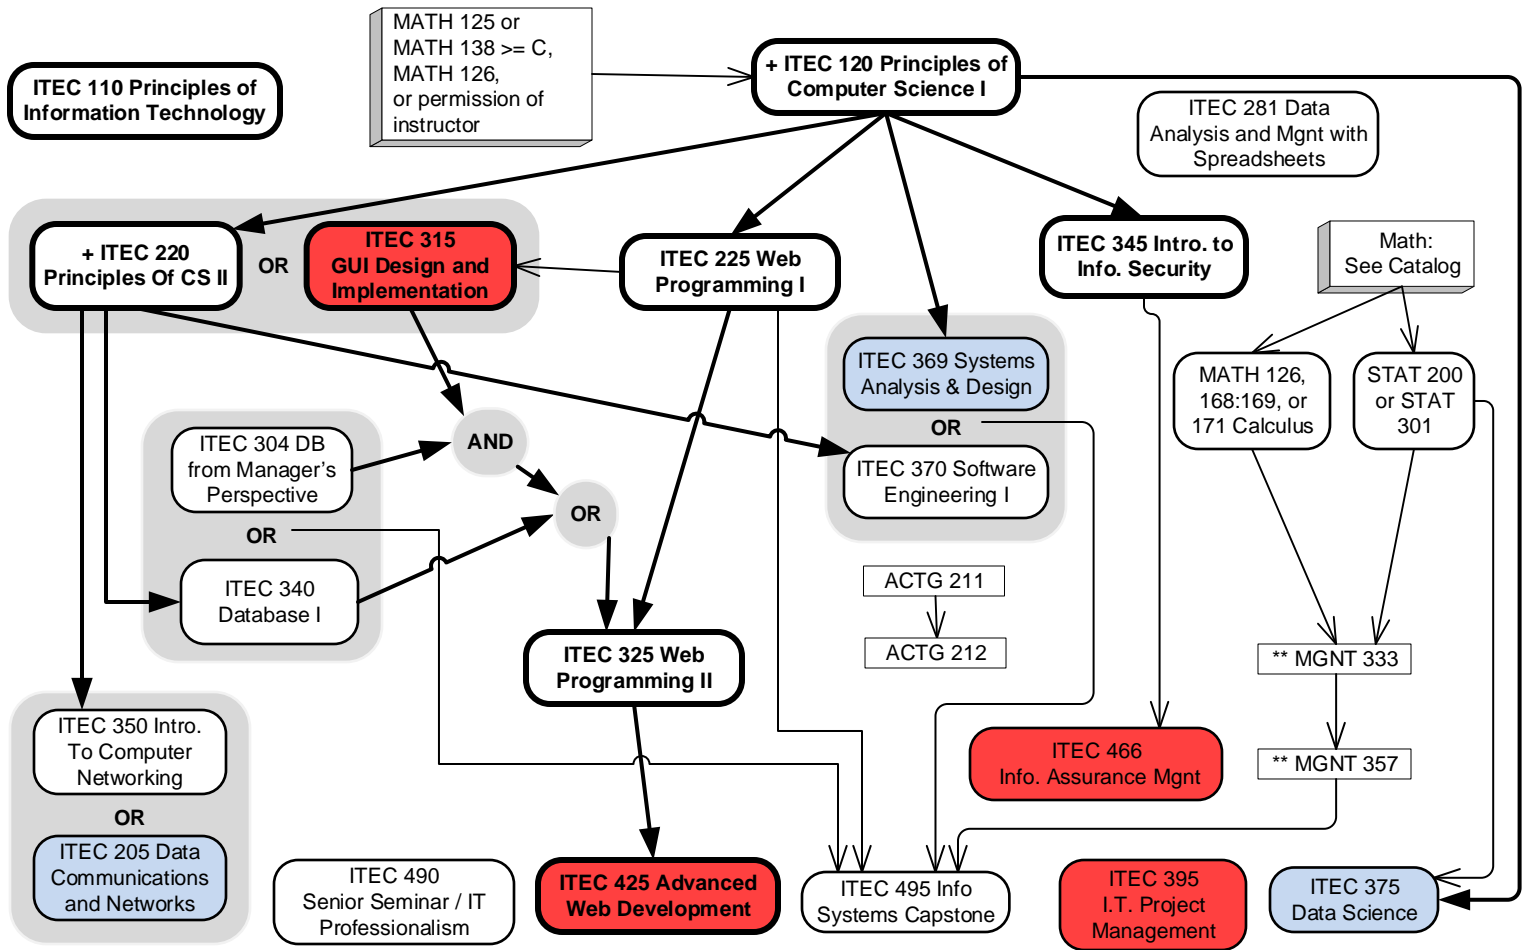 MATH 125 or
MATH 138 >= C,
MATH 126,
or permission of
instructor
+ ITEC 120 Principles of
Computer Science I
ITEC 110 Principles of
Information Technology
ITEC 281 Data
Analysis and Mgnt with
Spreadsheets
+ ITEC 220
Principles Of CS II
OR
ITEC 315
GUI Design and
Implementation
ITEC 225 Web
Programming I
ITEC 345 Intro. to
Info. Security
Math:
See Catalog
ITEC 369 Systems
Analysis & Design
OR
ITEC 370 Software
Engineering I
MATH 126,
168:169, or
171 Calculus
STAT 200
or STAT
301
ITEC 304 DB
from Manager's
Perspective
OR
ITEC 340
Database I
AND
OR
ACTG 211
ACTG 212
ITEC 325 Web
Programming II
** MGNT 333
** MGNT 357
ITEC 350 Intro.
To Computer
Networking
OR
ITEC 205 Data
Communications
and Networks
ITEC 466
Info. Assurance Mgnt
ITEC 490
Senior Seminar / IT
Professionalism
ITEC 425 Advanced
Web Development
ITEC 495 Info
Systems Capstone
ITEC 395
I.T. Project
Management
ITEC 375
Data Science